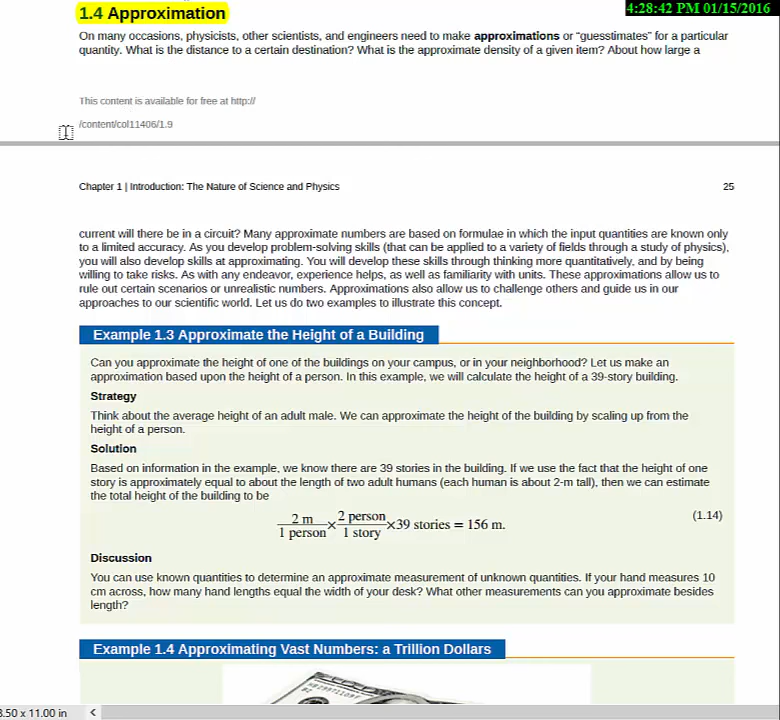 4:28:42 PM 01/15/2016
1.4 Approximation
On many occasions, physicists, other scientists, and engineers need to make approximations or “guesstimates” for a particular
quantity. What is the distance to a certain destination? What is the approximate density of a given item? About how large a
This content is available for free at http://
/content/col11406/1.9
Chapter 1 | Introduction: The Nature of Science and Physics 25
current will there be in a circuit? Many approximate numbers are based on formulae in which the input quantities are known only
to a limited accuracy. As you develop problem-solving skills (that can be applied to a variety of fields through a study of physics),
you will also develop skills at approximating. You will develop these skills through thinking more quantitatively, and by being
willing to take risks. As with any endeavor, experience helps, as well as familiarity with units. These approximations allow us to
rule out certain scenarios or unrealistic numbers. Approximations also allow us to challenge others and guide us in our
approaches to our scientific world. Let us do two examples to illustrate this concept.
Example 1.3 Approximate the Height of a Building
Can you approximate the height of one of the buildings on your campus, or in your neighborhood? Let us make an
approximation based upon the height of a person. In this example, we will calculate the height of a 39-story building.
Strategy
Think about the average height of an adult male. We can approximate the height of the building by scaling up from the
height of a person.
Solution
Based on information in the example, we know there are 39 stories in the building. If we use the fact that the height of one
story is approximately equal to about the length of two adult humans (each human is about 2-m tall), then we can estimate
the total height of the building to be
2 m / 1 person × 2 person / 1 story × 39 stories = 156 m. (1.14)
Discussion
You can use known quantities to determine an approximate measurement of unknown quantities. If your hand measures 10
cm across, how many hand lengths equal the width of your desk? What other measurements can you approximate besides
length?
Example 1.4 Approximating Vast Numbers: a Trillion Dollars
8.50 x 11.00 in